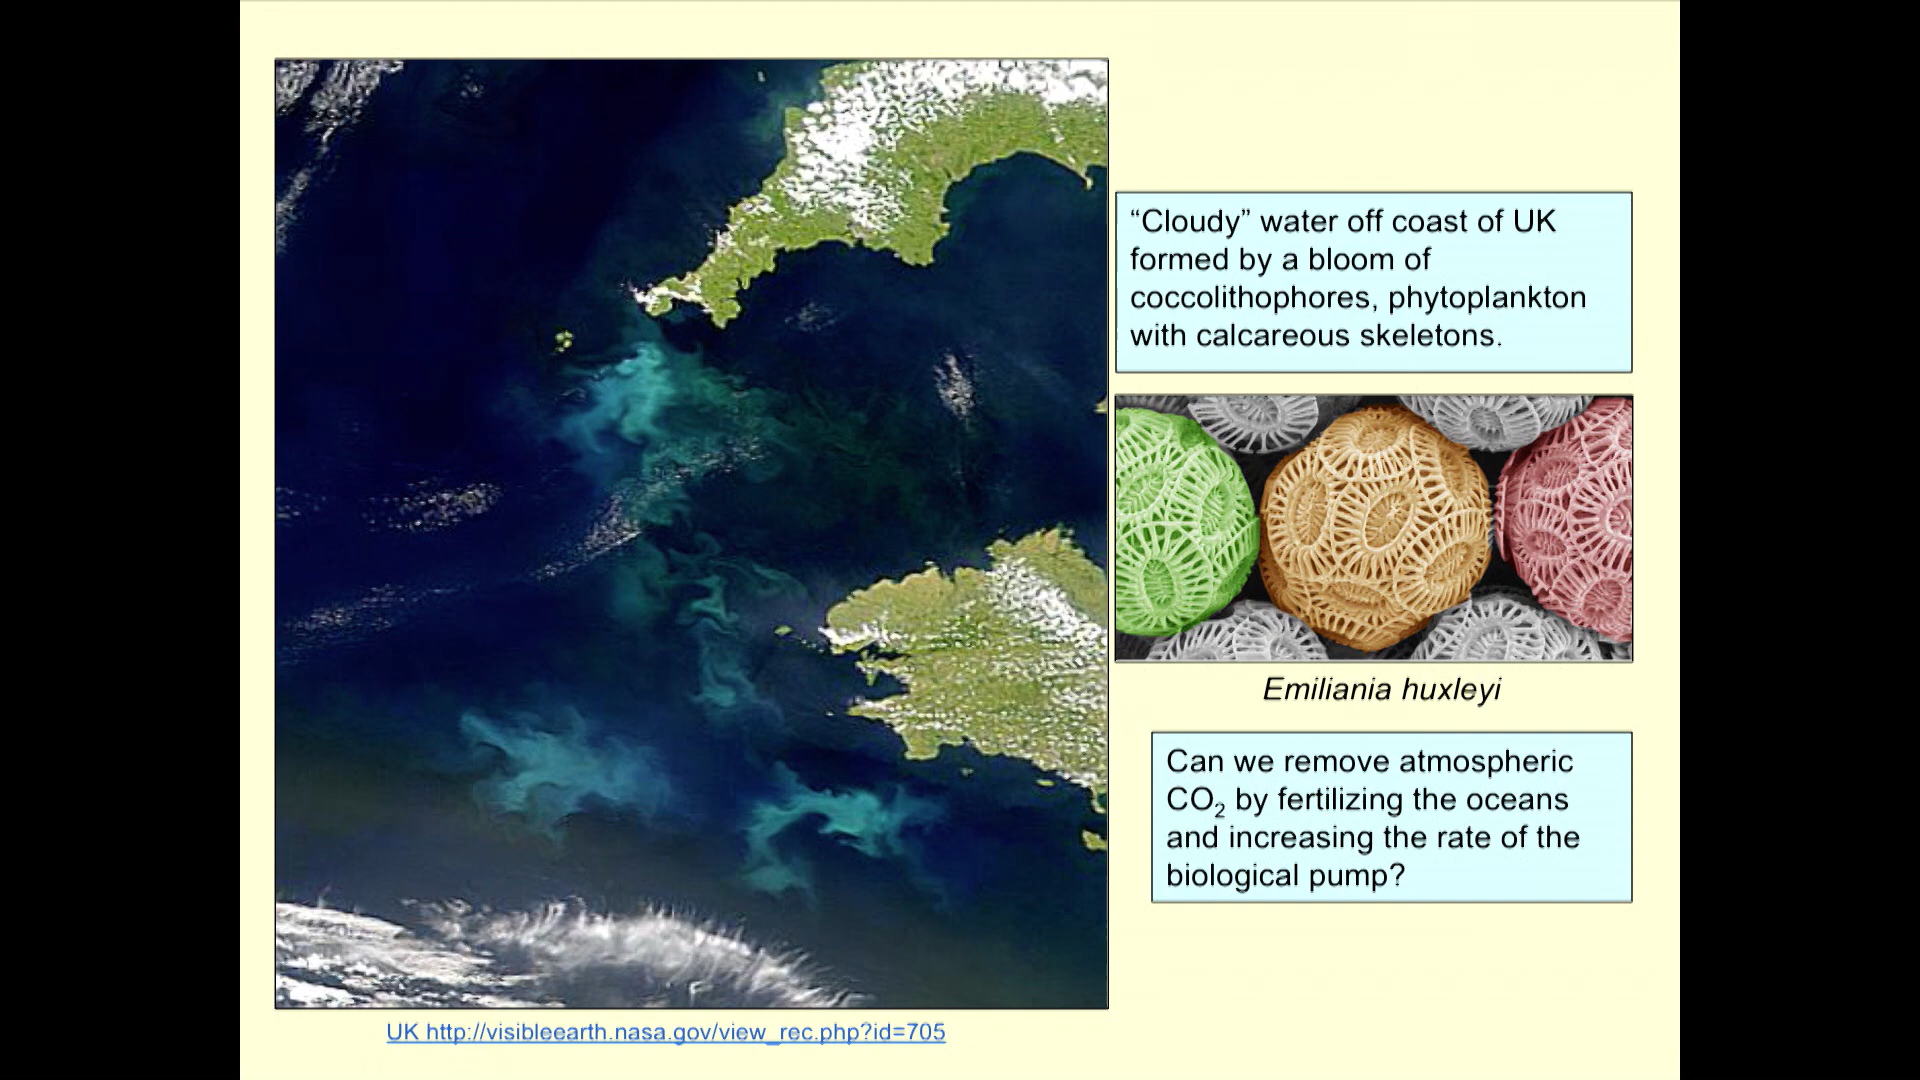 “Cloudy” water off coast of UK
formed by a bloom of
coccolithophores, phytoplankton
with calcareous skeletons.
Emiliania huxleyi
Can we remove atmospheric
CO₂ by fertilizing the oceans
and increasing the rate of the
biological pump?
UK http://visibleearth.nasa.gov/view_rec.php?id=705